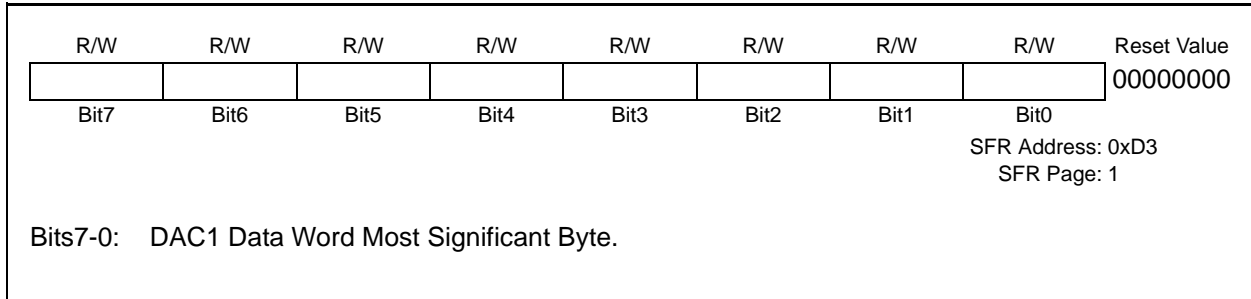 R/W R/W R/W R/W R/W R/W R/W R/W Reset Value
00000000
Bit7 Bit6 Bit5 Bit4 Bit3 Bit2 Bit1 Bit0
SFR Address: 0xD3
SFR Page: 1
Bits7-0: DAC1 Data Word Most Significant Byte.